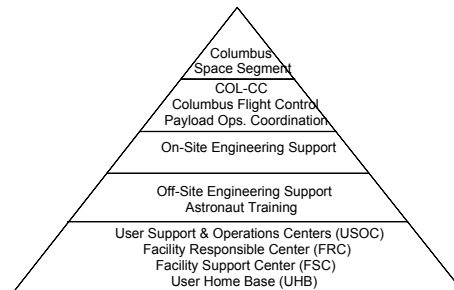 Columbus
Space Segment
COL-CC
Columbus Flight Control
Payload Ops. Coordination
On-Site Engineering Support
Off-Site Engineering Support
Astronaut Training
User Support & Operations Centers (USOC)
Facility Responsible Center (FRC)
Facility Support Center (FSC)
User Home Base (UHB)